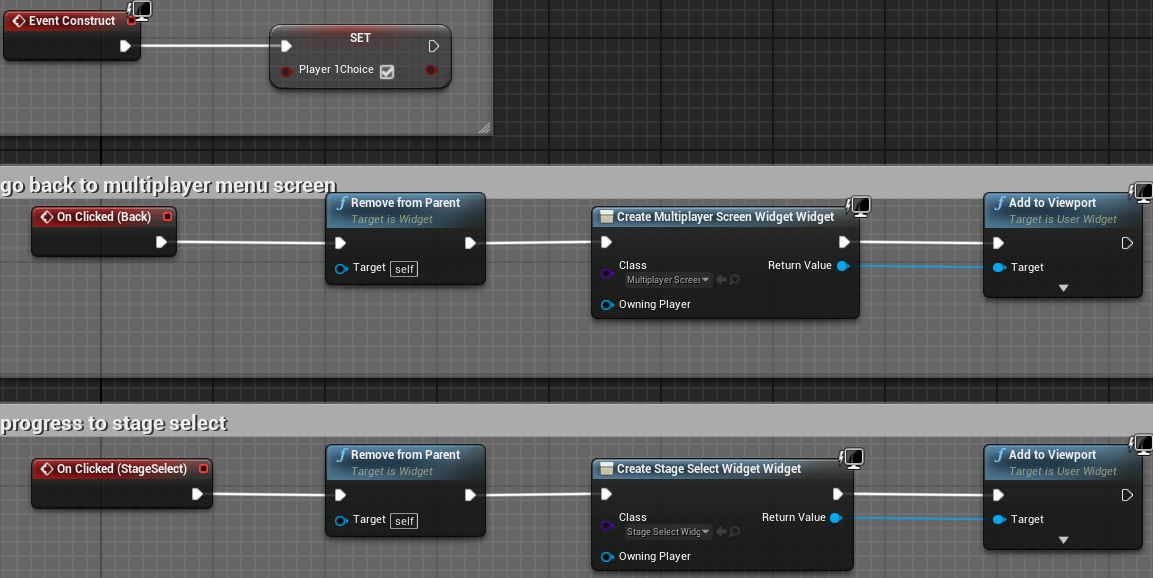 Event Construct
SET
Player 1Choice
go back to multiplayer menu screen
On Clicked (Back)
f Remove from Parent
Target is Widget
Target self
Create Multiplayer Screen Widget Widget
Class
Multiplayer Screen
Return Value
Owning Player
f Add to Viewport
Target is User Widget
Target
progress to stage select
On Clicked (StageSelect)
f Remove from Parent
Target is Widget
Target self
Create Stage Select Widget Widget
Class
Stage Select Widg
Return Value
Owning Player
f Add to Viewport
Target is User Widget
Target